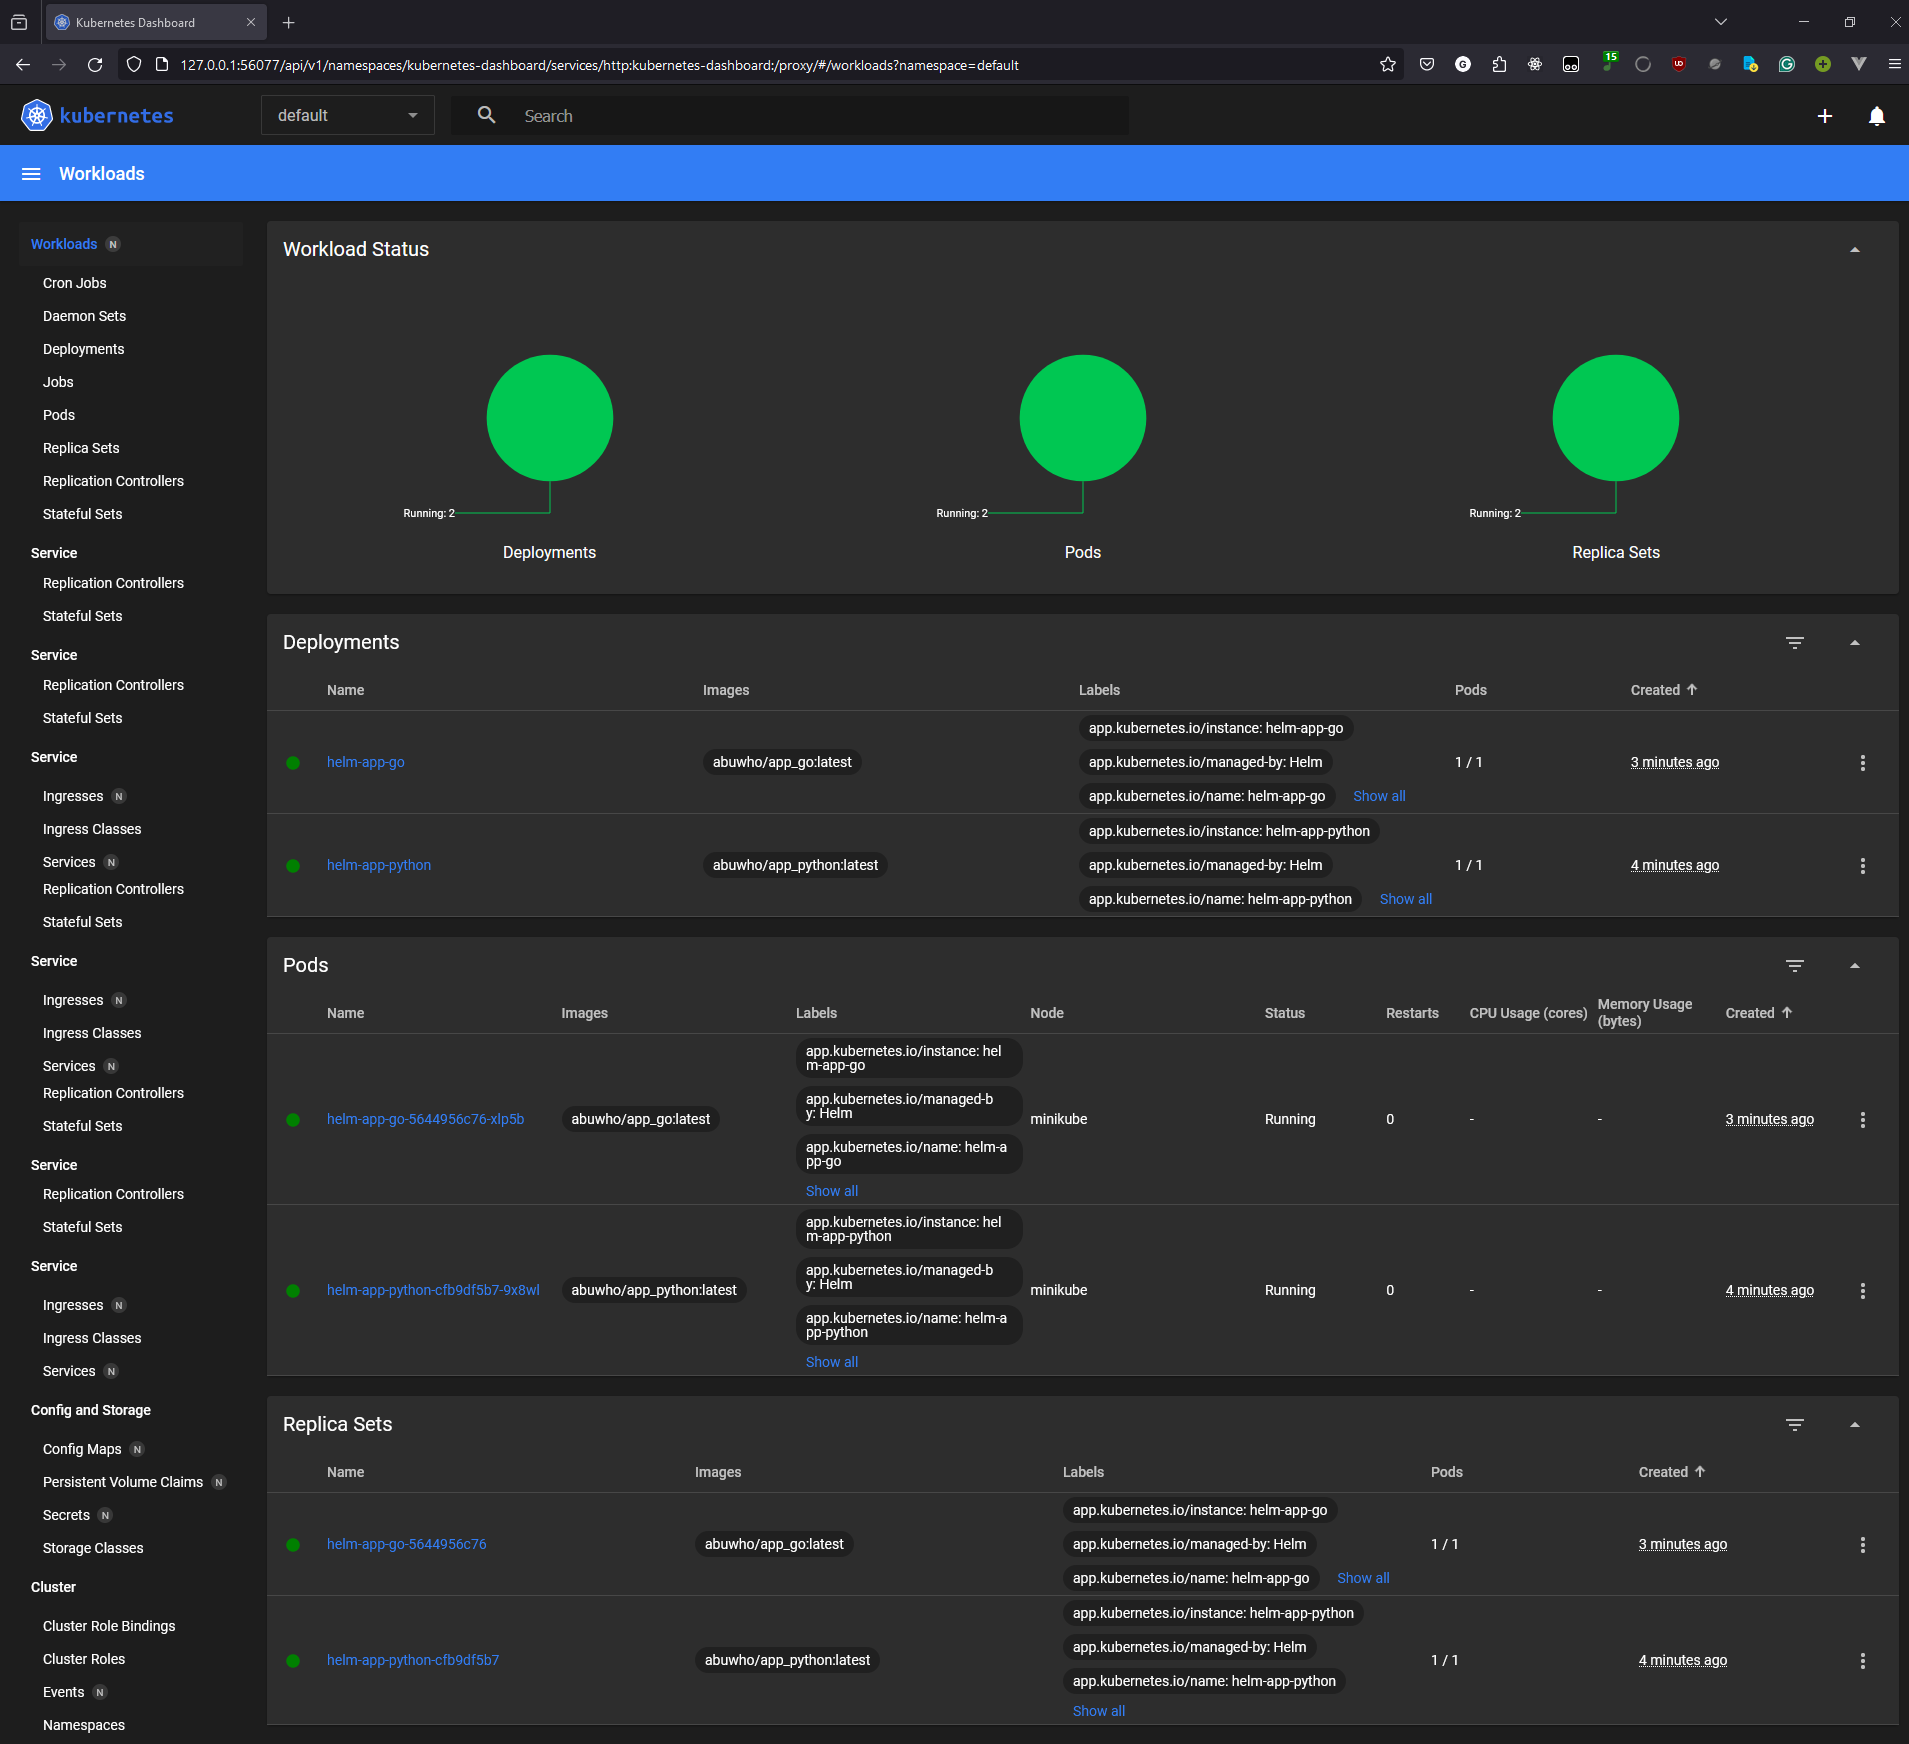 Kubernetes Dashboard
127.0.0.1:56077/api/v1/namespaces/kubernetes-dashboard/services/http:kubernetes-dashboard:/proxy/#/workloads?namespace=default
15
kubernetes
default
Search
Workloads
Workloads N
Cron Jobs
Daemon Sets
Deployments
Jobs
Pods
Replica Sets
Replication Controllers
Stateful Sets
Service
Replication Controllers
Stateful Sets
Service
Replication Controllers
Stateful Sets
Service
Ingresses N
Ingress Classes
Services N
Replication Controllers
Stateful Sets
Service
Ingresses N
Ingress Classes
Services N
Replication Controllers
Stateful Sets
Service
Replication Controllers
Stateful Sets
Service
Ingresses N
Ingress Classes
Services N
Config and Storage
Config Maps N
Persistent Volume Claims N
Secrets N
Storage Classes
Cluster
Cluster Role Bindings
Cluster Roles
Events N
Namespaces
Workload Status
Running: 2
Running: 2
Running: 2
Deployments
Pods
Replica Sets
Deployments
Name Images Labels Pods Created
app.kubernetes.io/instance: helm-app-go
helm-app-go abuwho/app_go:latest app.kubernetes.io/managed-by: Helm 1 / 1 3 minutes ago
app.kubernetes.io/name: helm-app-go Show all
app.kubernetes.io/instance: helm-app-python
helm-app-python abuwho/app_python:latest app.kubernetes.io/managed-by: Helm 1 / 1 4 minutes ago
app.kubernetes.io/name: helm-app-python Show all
Pods
Name Images Labels Node Status Restarts CPU Usage (cores) Memory Usage
(bytes) Created
app.kubernetes.io/instance: hel
m-app-go
app.kubernetes.io/managed-b
y: Helm
helm-app-go-5644956c76-xlp5b abuwho/app_go:latest minikube Running 0 - - 3 minutes ago
app.kubernetes.io/name: helm-a
pp-go
Show all
app.kubernetes.io/instance: hel
m-app-python
app.kubernetes.io/managed-b
y: Helm
helm-app-python-cfb9df5b7-9x8wl abuwho/app_python:latest minikube Running 0 - - 4 minutes ago
app.kubernetes.io/name: helm-a
pp-python
Show all
Replica Sets
Name Images Labels Pods Created
app.kubernetes.io/instance: helm-app-go
helm-app-go-5644956c76 abuwho/app_go:latest app.kubernetes.io/managed-by: Helm 1 / 1 3 minutes ago
app.kubernetes.io/name: helm-app-go Show all
app.kubernetes.io/instance: helm-app-python
app.kubernetes.io/managed-by: Helm
helm-app-python-cfb9df5b7 abuwho/app_python:latest 1 / 1 4 minutes ago
app.kubernetes.io/name: helm-app-python
Show all